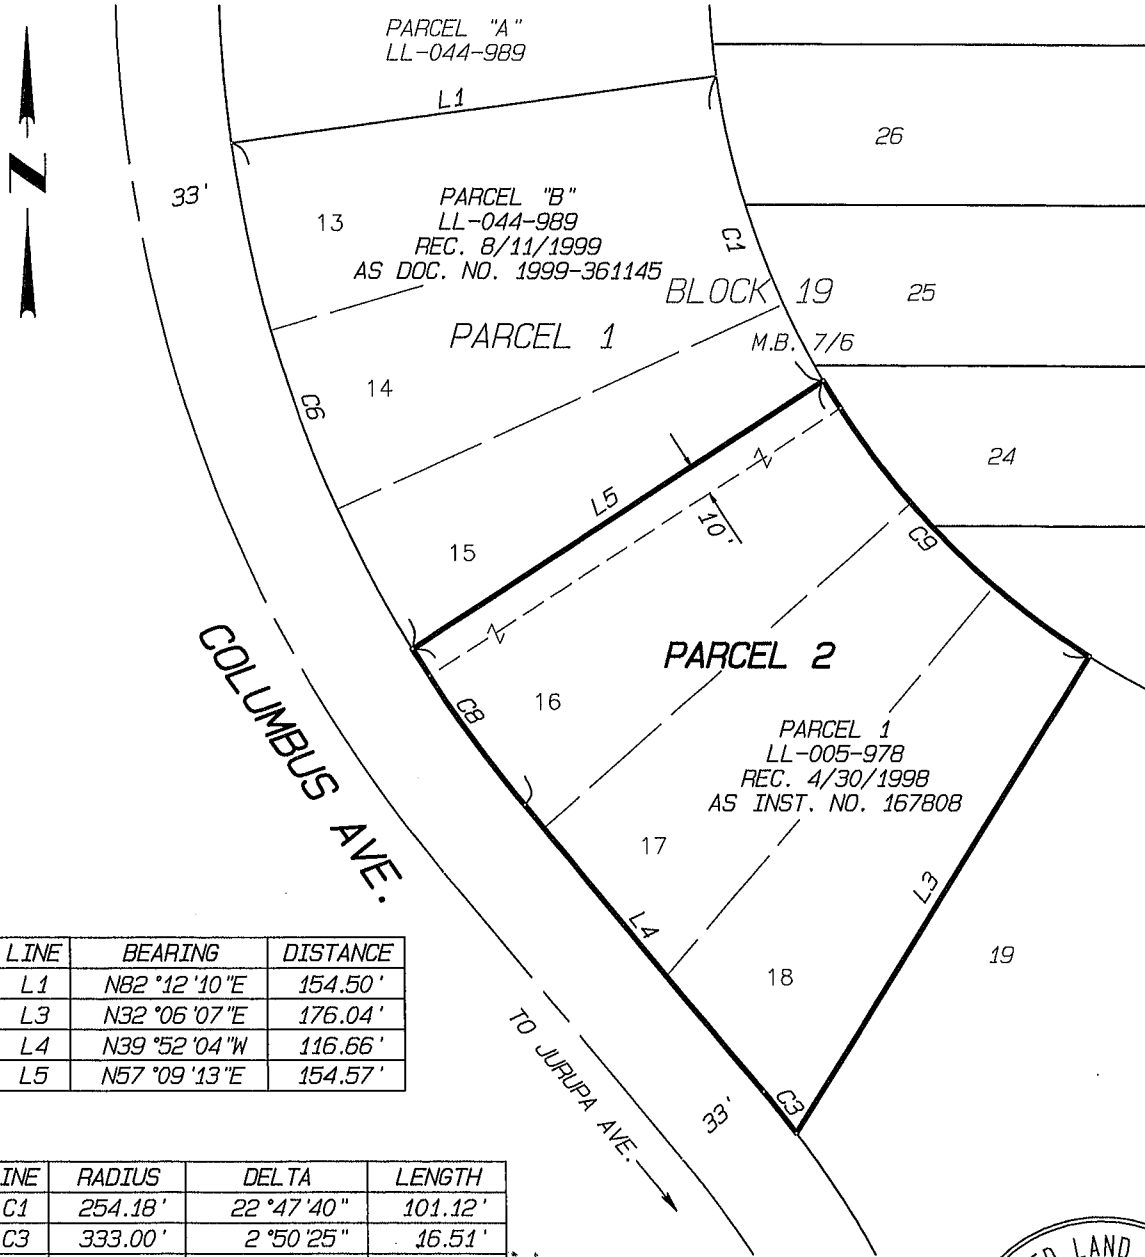 PARCEL "A"
LL-044-989
L1
26
N
33'
13
PARCEL "B"
LL-044-989
REC. 8/11/1999
AS DOC. NO. 1999-361145
C1
BLOCK 19
25
PARCEL 1
M.B. 7/6
14
C6
24
Z
L5
10'
C9
15
Z
PARCEL 2
COLUMBUS AVE.
16
C8
PARCEL 1
LL-005-978
REC. 4/30/1998
AS INST. NO. 167808
17
L3
L4
19
18
TO JURUPA AVE.
33'
C3
LINE BEARING DISTANCE
L1 N82°12'10"E 154.50'
L3 N32°06'07"E 176.04'
L4 N39°52'04"W 116.66'
L5 N57°09'13"E 154.57'
INE RADIUS DELTA LENGTH
C1 254.18' 22°47'40" 101.12'
C3 333.00' 2°50'25" 16.51'
LAND